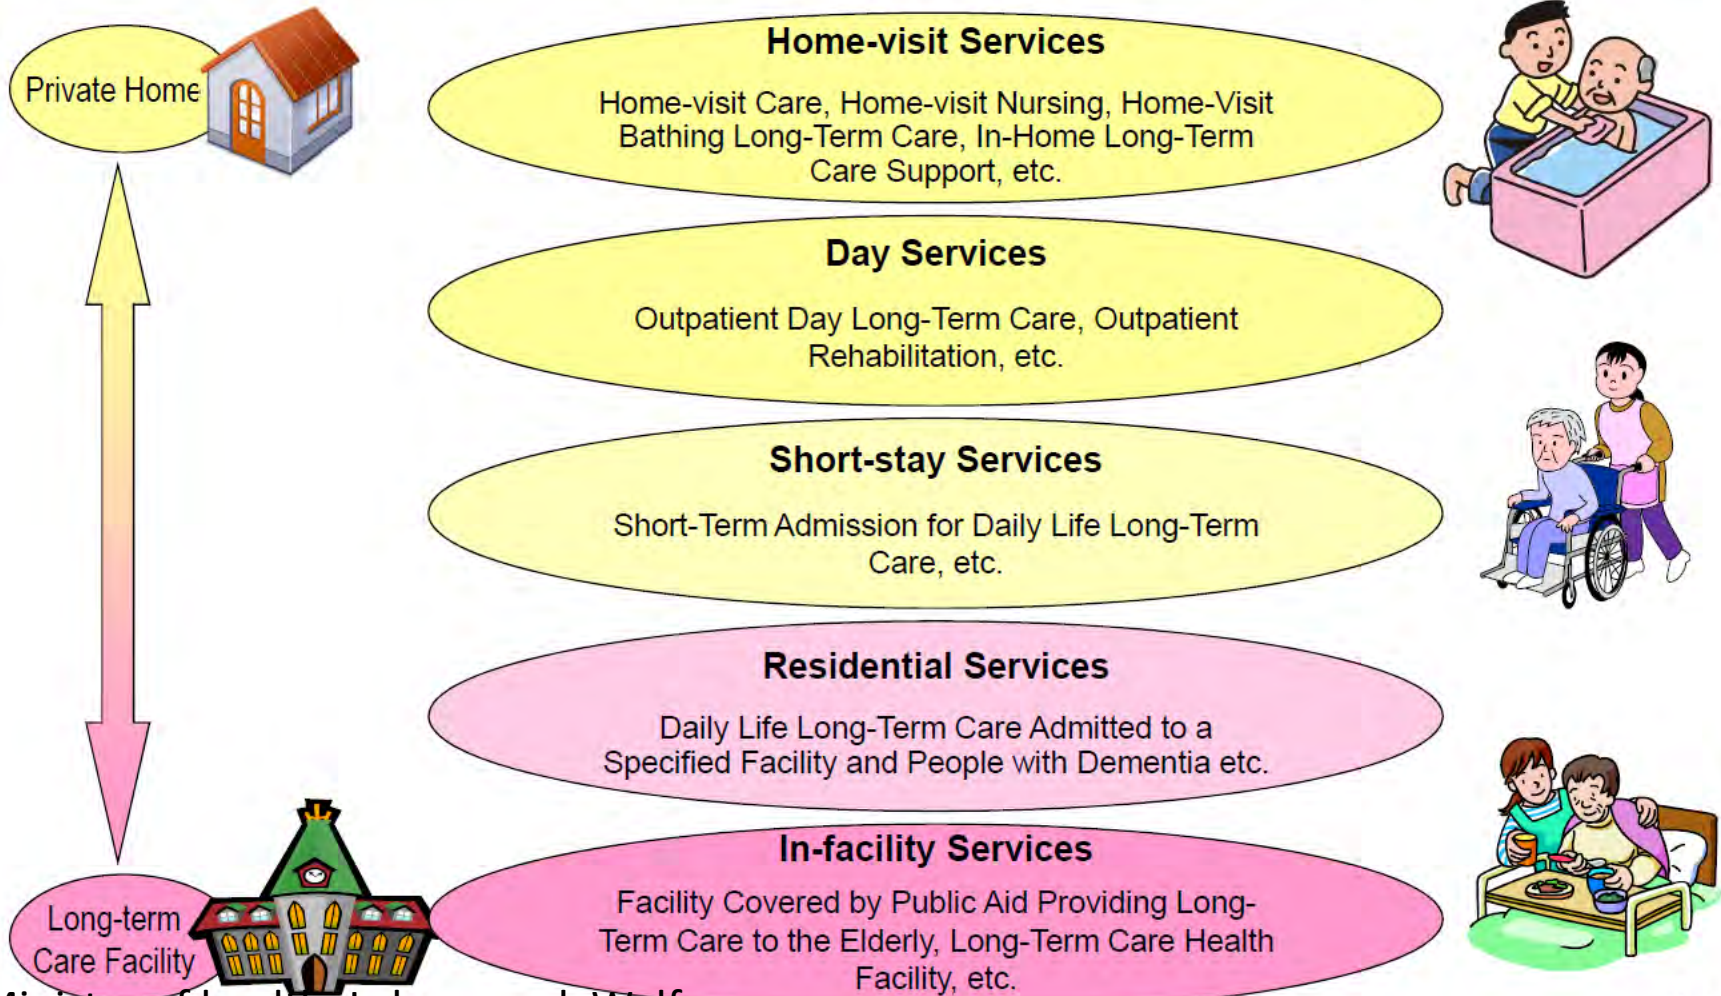 Private Home
Home-visit Services
Home-visit Care, Home-visit Nursing, Home-Visit
Bathing Long-Term Care, In-Home Long-Term
Care Support, etc.
Day Services
Outpatient Day Long-Term Care, Outpatient
Rehabilitation, etc.
Short-stay Services
Short-Term Admission for Daily Life Long-Term
Care, etc.
Residential Services
Daily Life Long-Term Care Admitted to a
Specified Facility and People with Dementia etc.
In-facility Services
Facility Covered by Public Aid Providing Long-
Term Care to the Elderly, Long-Term Care Health
Facility, etc.
Long-term
Care Facility